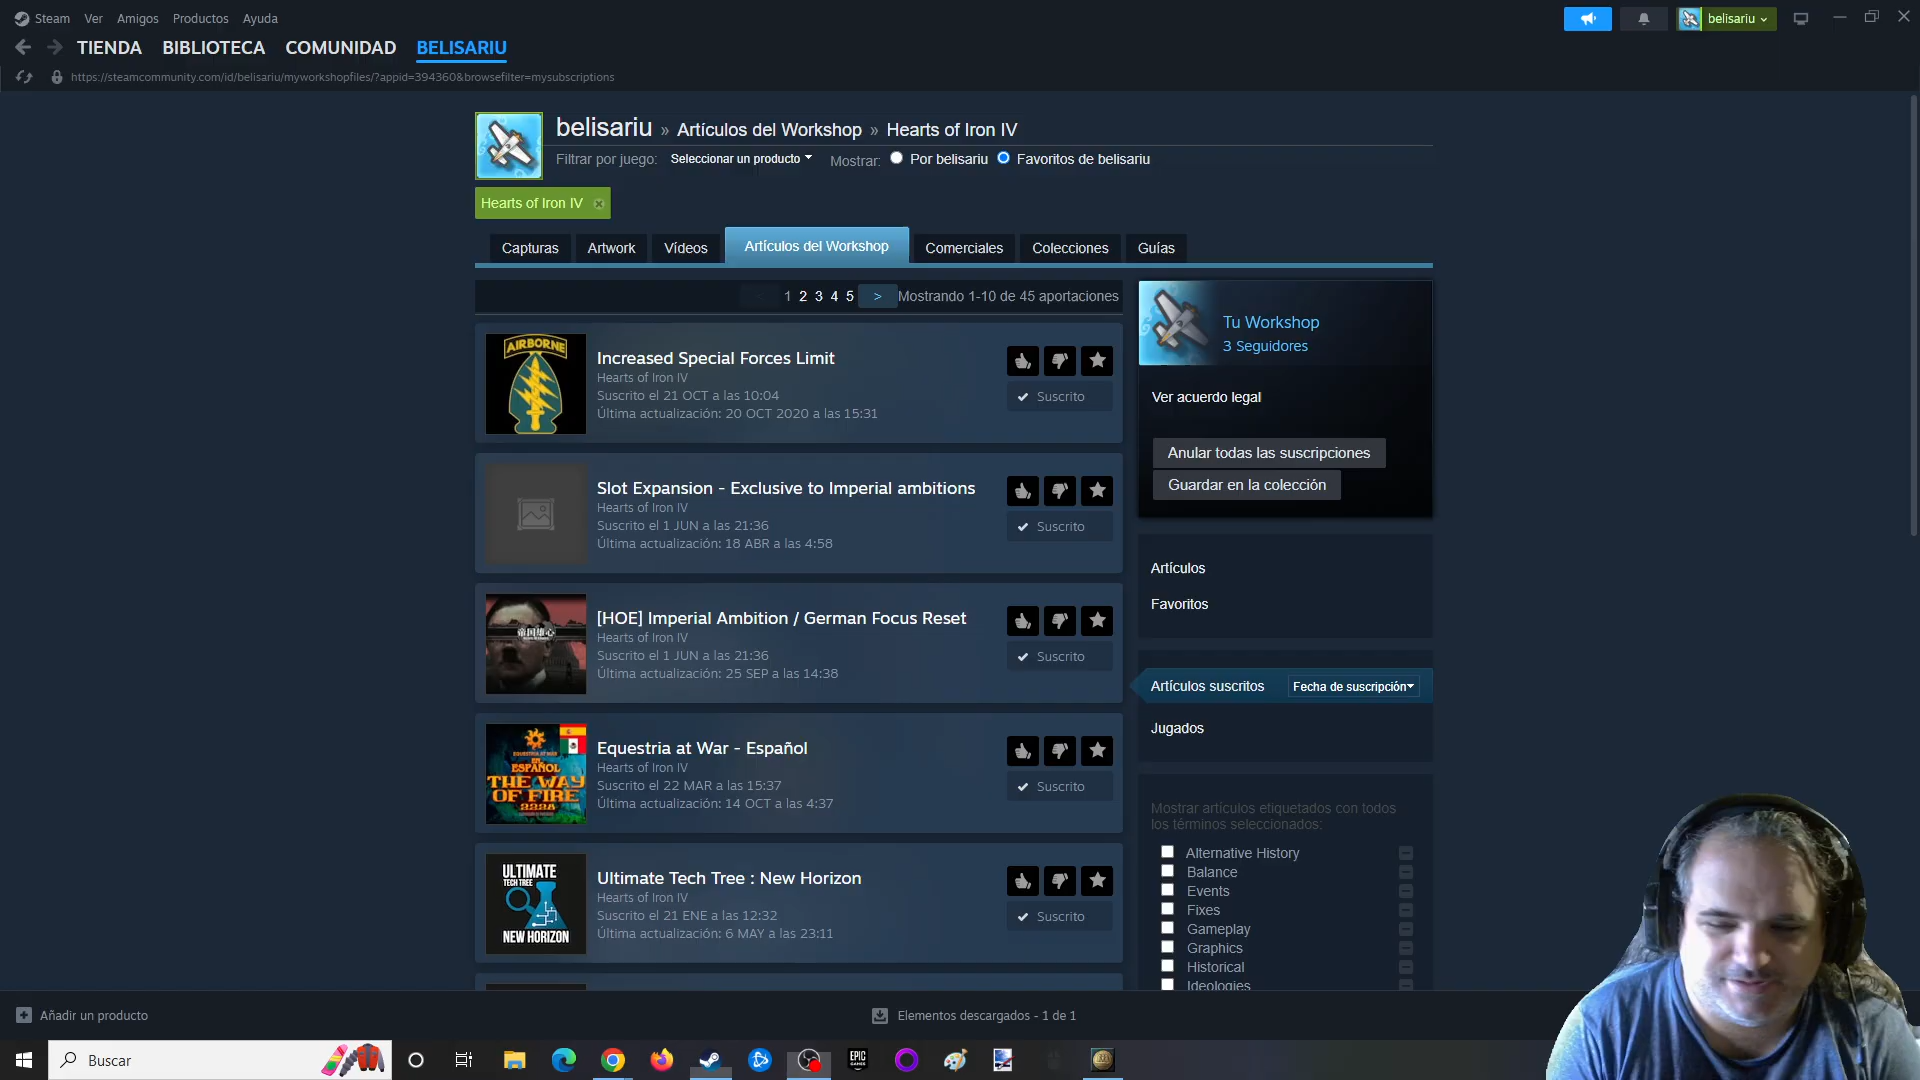 Steam Ver Amigos Productos Ayuda
belisariu
TIENDA BIBLIOTECA COMUNIDAD BELISARIU
https://steamcommunity.com/id/belisariu/myworkshopfiles/?appid=394360&browsefilter=mysubscriptions
belisariu » Artículos del Workshop » Hearts of Iron IV
Filtrar por juego: Seleccionar un producto Mostrar: Por belisariu Favoritos de belisariu
Hearts of Iron IV
Capturas Artwork Vídeos Artículos del Workshop Comerciales Colecciones Guías
1 2 3 4 5 > Mostrando 1-10 de 45 aportaciones
AIRBORNE
Increased Special Forces Limit
Hearts of Iron IV
Suscrito el 21 OCT a las 10:04
Última actualización: 20 OCT 2020 a las 15:31
Suscrito
Slot Expansion - Exclusive to Imperial ambitions
Hearts of Iron IV
Suscrito el 1 JUN a las 21:36
Última actualización: 18 ABR a las 4:58
Suscrito
帝国雄心
[HOE] Imperial Ambition / German Focus Reset
Hearts of Iron IV
Suscrito el 1 JUN a las 21:36
Última actualización: 25 SEP a las 14:38
Suscrito
EQUESTRIA AT WAR
EN
ESPAÑOL
THE WAY
OF FIRE
Equestria at War - Español
Hearts of Iron IV
Suscrito el 22 MAR a las 15:37
Última actualización: 14 OCT a las 4:37
Suscrito
ULTIMATE
TECH TREE
NEW HORIZON
Ultimate Tech Tree : New Horizon
Hearts of Iron IV
Suscrito el 21 ENE a las 12:32
Última actualización: 6 MAY a las 23:11
Suscrito
Tu Workshop
3 Seguidores
Ver acuerdo legal
Anular todas las suscripciones
Guardar en la colección
Artículos
Favoritos
Artículos suscritos Fecha de suscripción
Jugados
Mostrar artículos etiquetados con todos
los términos seleccionados:
Alternative History
Balance
Events
Fixes
Gameplay
Graphics
Historical
Ideologies
Añadir un producto
Elementos descargados - 1 de 1
Buscar
EPIC
GAMES